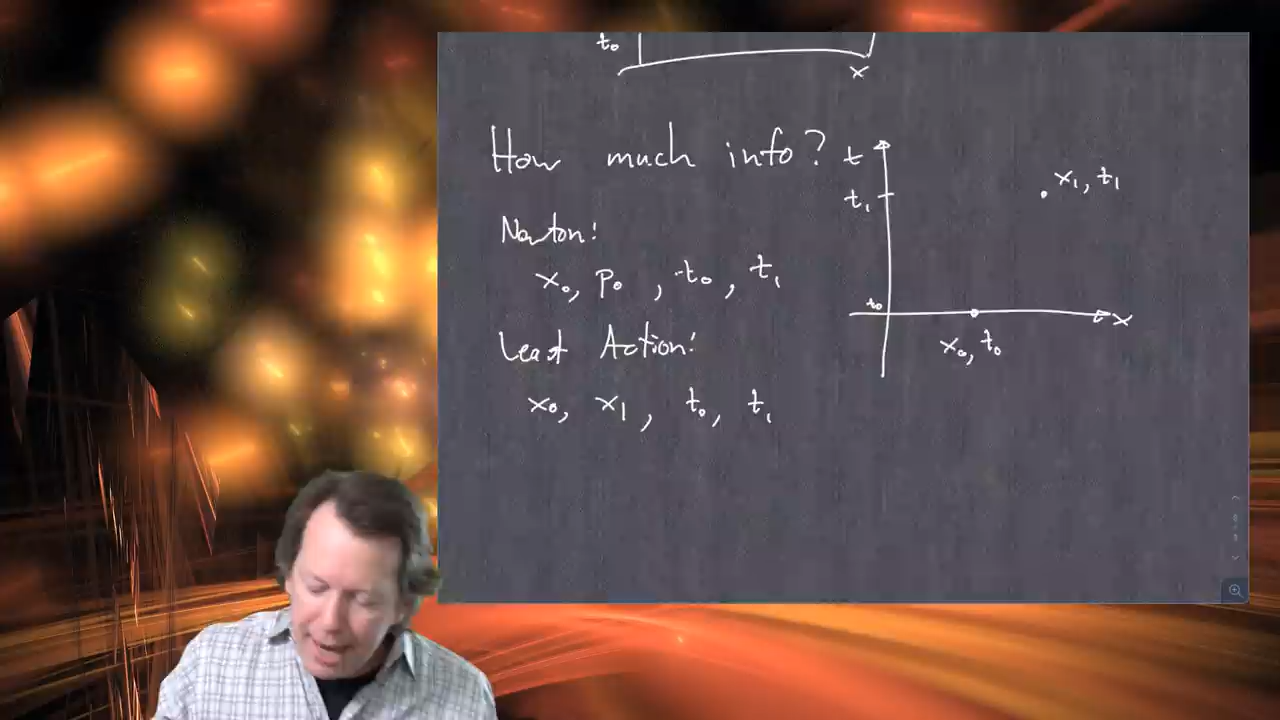 t₀
x
How much info?
Newton:
x₀, p₀, t₀, t₁
Least Action:
x₀, x₁, t₀, t₁
t
t₁
x₁, t₁
t₀
x
x₀, t₀